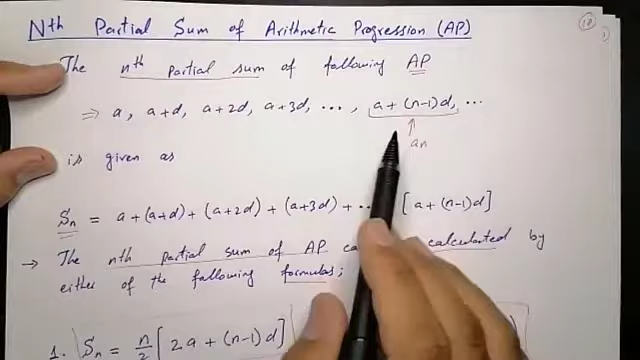 Nth Partial Sum of Arithmetic Progression (AP)
The nth partial sum of following AP
⇒ a, a+d, a+2d, a+3d, ..., a+(n-1)d, ...
an
is given as
Sn = a+(a+d)+(a+2d)+(a+3d)+... [a+(n-1)d]
→ The nth partial sum of AP calculated by
either of the following formulas;
1. Sn = n/2 [2a+(n-1)d]